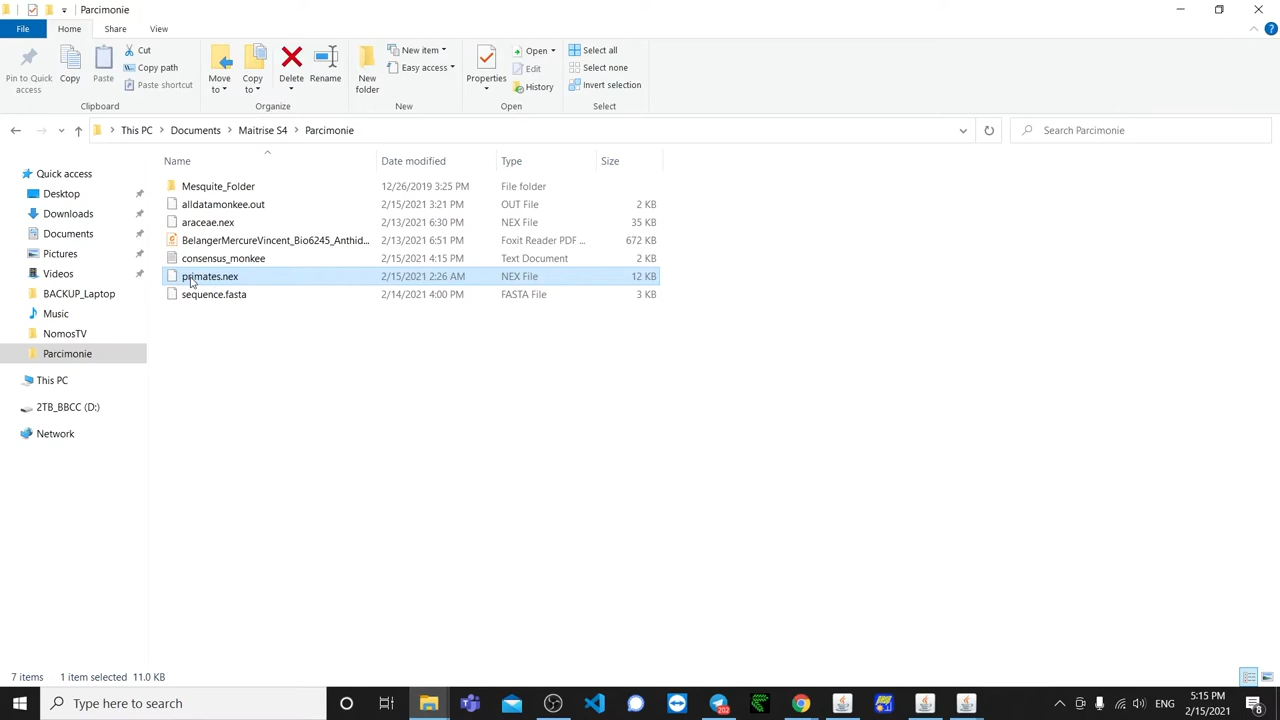 Parcimonie
File Home Share View
Pin to Quick access
Copy
Paste
Cut
Copy path
Paste shortcut
Clipboard
Move to
Copy to
Delete
Rename
Organize
New folder
New item
Easy access
New
Properties
Open
Edit
History
Open
Select all
Select none
Invert selection
Select
This PC Documents Maitrise S4 Parcimonie
Search Parcimonie
Quick access
Desktop
Downloads
Documents
Pictures
Videos
BACKUP_Laptop
Music
NomosTV
Parcimonie
This PC
2TB_BBCC (D:)
Network
Name Date modified Type Size
Mesquite_Folder 12/26/2019 3:25 PM File folder
alldatamonkee.out 2/15/2021 3:21 PM OUT File 2 KB
araceae.nex 2/13/2021 6:30 PM NEX File 35 KB
BelangerMercureVincent_Bio6245_Anthid... 2/13/2021 6:51 PM Foxit Reader PDF ... 672 KB
consensus_monkee 2/15/2021 4:15 PM Text Document 2 KB
primates.nex 2/15/2021 2:26 AM NEX File 12 KB
sequence.fasta 2/14/2021 4:00 PM FASTA File 3 KB
7 items 1 item selected 11.0 KB
Type here to search
202
ENG
5:15 PM
2/15/2021
8